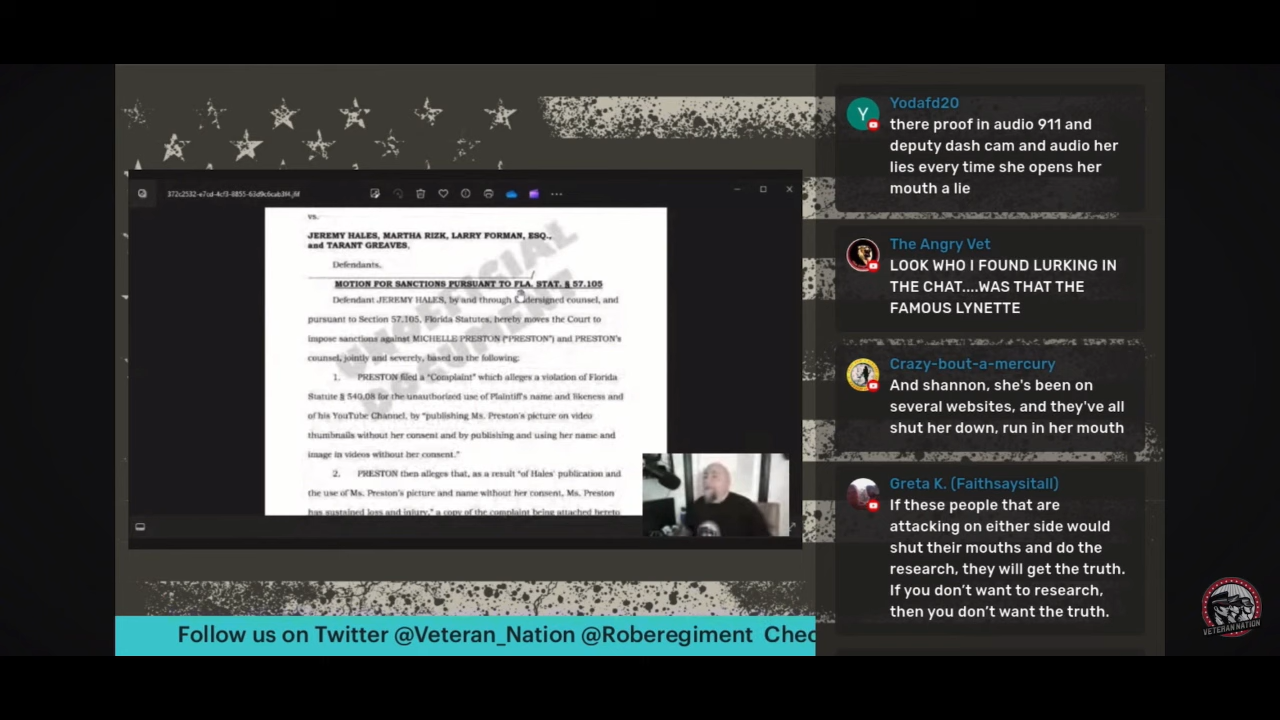 372c2532-e7cd-4cf3-8855-
vs.
JEREMY HALES, MARTHA RIZK, LARRY FORMAN, ESQ.,
and TARANT GREAVES,
Defendants,
MOTION FOR SANCTIONS PURSUANT TO FLA. STAT. § 57.105
Defendant JEREMY HALES, by and through undersigned counsel, and
pursuant to Section 57.105, Florida Statutes, hereby moves the Court to
impose sanctions against MICHELLE PRESTON ("PRESTON") and PRESTON's
counsel, jointly and severely, based on the following:
1. PRESTON filed a "Complaint" which alleges a violation of Florida
Statute § 540.08 for the unauthorized use of Plaintiff's name and likeness and
of his YouTube Channel, by "publishing Ms. Preston's picture on video
thumbnails without her consent and by publishing and using her name and
image in videos without her consent."
2. PRESTON then alleges that, as a result "of Hales' publication and
the use of Ms. Preston's picture and name without her consent, Ms. Preston
has sustained loss and injury," a copy of the complaint being attached hereto
UNOFFICIAL
DOCUMENT
Yodafd20
there proof in audio 911 and
deputy dash cam and audio her
lies every time she opens her
mouth a lie
The Angry Vet
LOOK WHO I FOUND LURKING IN
THE CHAT....WAS THAT THE
FAMOUS LYNETTE
Crazy-bout-a-mercury
And shannon, she's been on
several websites, and they've all
shut her down, run in her mouth
Greta K. (Faithsaysitall)
If these people that are
attacking on either side would
shut their mouths and do the
research, they will get the truth.
If you don't want to research,
then you don't want the truth.
Y
Follow us on Twitter @Veteran_Nation @Roberegiment Chec
VETERAN NATION